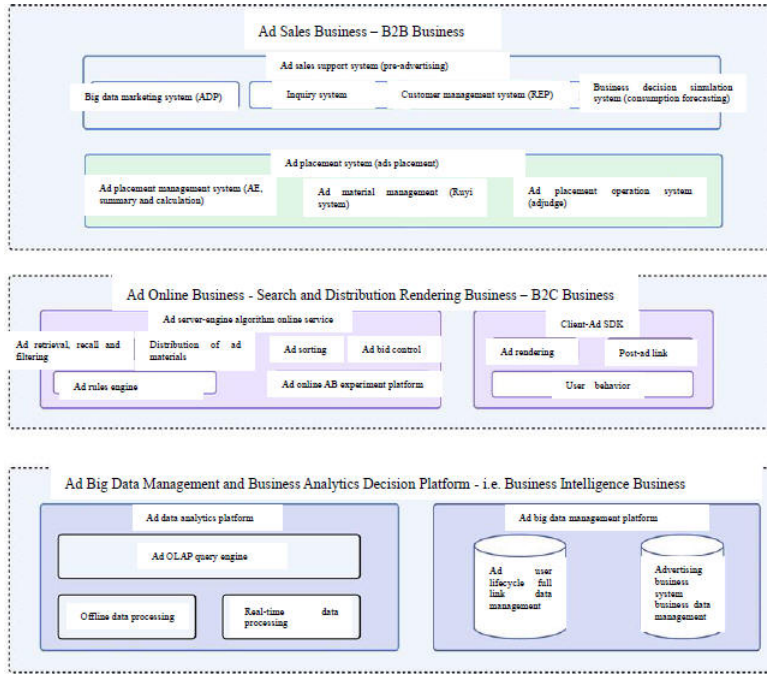 Ad Sales Business – B2B Business
Ad sales support system (pre-advertising)
Big data marketing system (ADP)
Inquiry system
Customer management system (REP)
Business decision simulation
system (consumption forecasting)
Ad placement system (ads placement)
Ad placement management system (AE,
summary and calculation)
Ad material management (Ruyi
system)
Ad placement operation system
(adjudge)
Ad Online Business - Search and Distribution Rendering Business – B2C Business
Ad server-engine algorithm online service
Ad retrieval, recall and
filtering
Distribution of ad
materials
Ad sorting
Ad bid control
Ad rules engine
Ad online AB experiment platform
Client-Ad SDK
Ad rendering
Post-ad link
User behavior
Ad Big Data Management and Business Analytics Decision Platform - i.e. Business Intelligence Business
Ad data analytics platform
Ad OLAP query engine
Offline data processing
Real-time data
processing
Ad big data management platform
Ad user
lifecycle full
link data
management
Advertising
business
system
business data
management